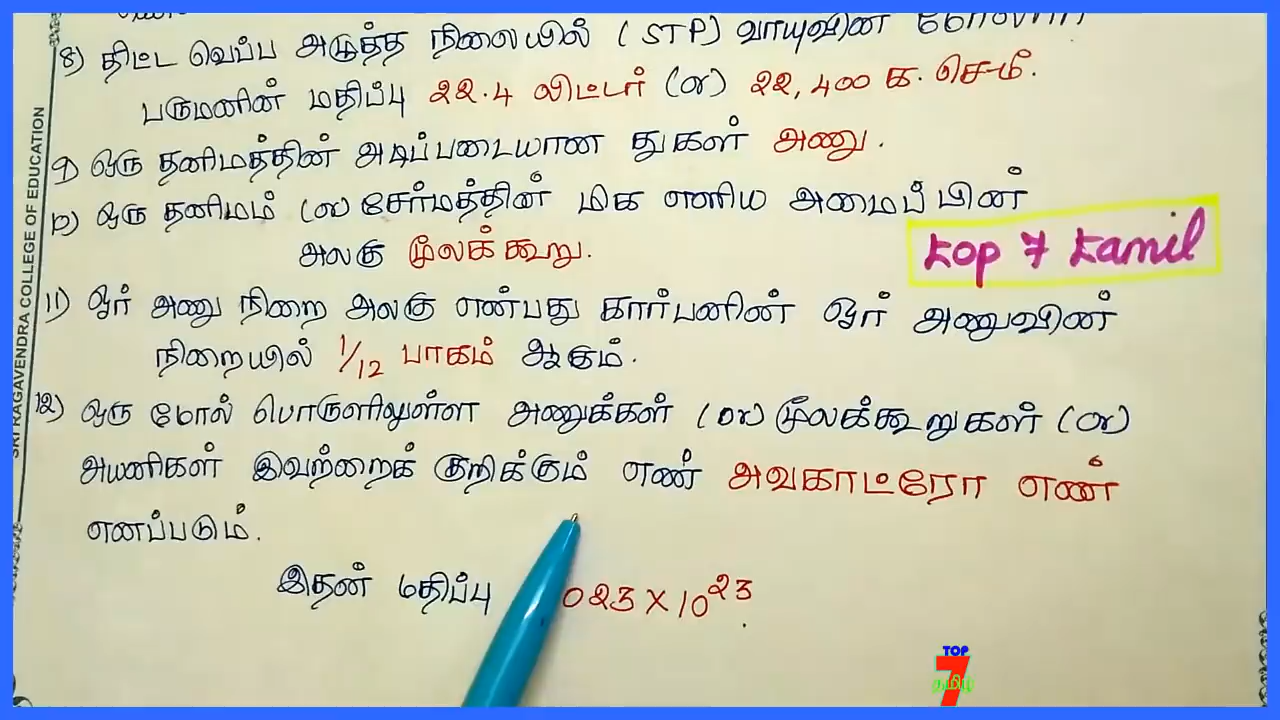 8) திட்ட வெப்ப அடுத்த நிலையில் (STP) வாயுவின்
பருமனின் மதிப்பு 22.4 லிட்டர் (or) 22,400 க. செ.மீ.
9) ஒரு தனிமத்தின் அடிப்படையான துகள் அணு.
10) ஒரு தனிமம் (or) சேர்மத்தின் மிக எளிய அமைப்பின்
அலகு மூலக்கூறு.
Top 7 Tamil
11) ஓர் அணு நிறை அலகு என்பது கார்பனின் ஓர் அணுவின்
நிறையில் 1/12 பாகம் ஆகும்.
12) ஒரு மோல் பொருளிலுள்ள அணுக்கள் (or) மூலக்கூறுகள் (or)
அயனிகள் இவற்றைக் குறிக்கும் எண் அவகாட்ரோ எண்
எனப்படும்.
இதன் மதிப்பு 023 X 10²³.
SRI RAGAVENDRA COLLEGE OF EDUCATION
TOP
7
தமிழ்